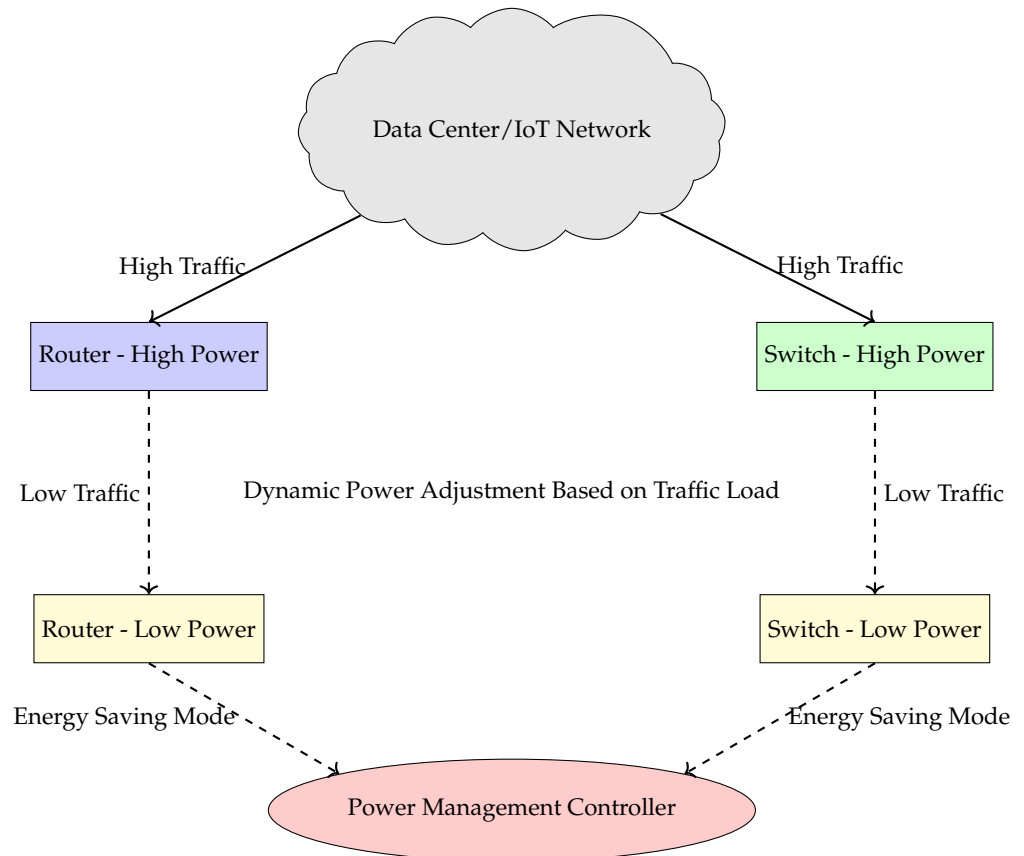 Data Center/IoT Network
High Traffic
High Traffic
Router - High Power
Switch - High Power
Low Traffic
Dynamic Power Adjustment Based on Traffic Load
Low Traffic
Router - Low Power
Switch - Low Power
Energy Saving Mode
Energy Saving Mode
Power Management Controller